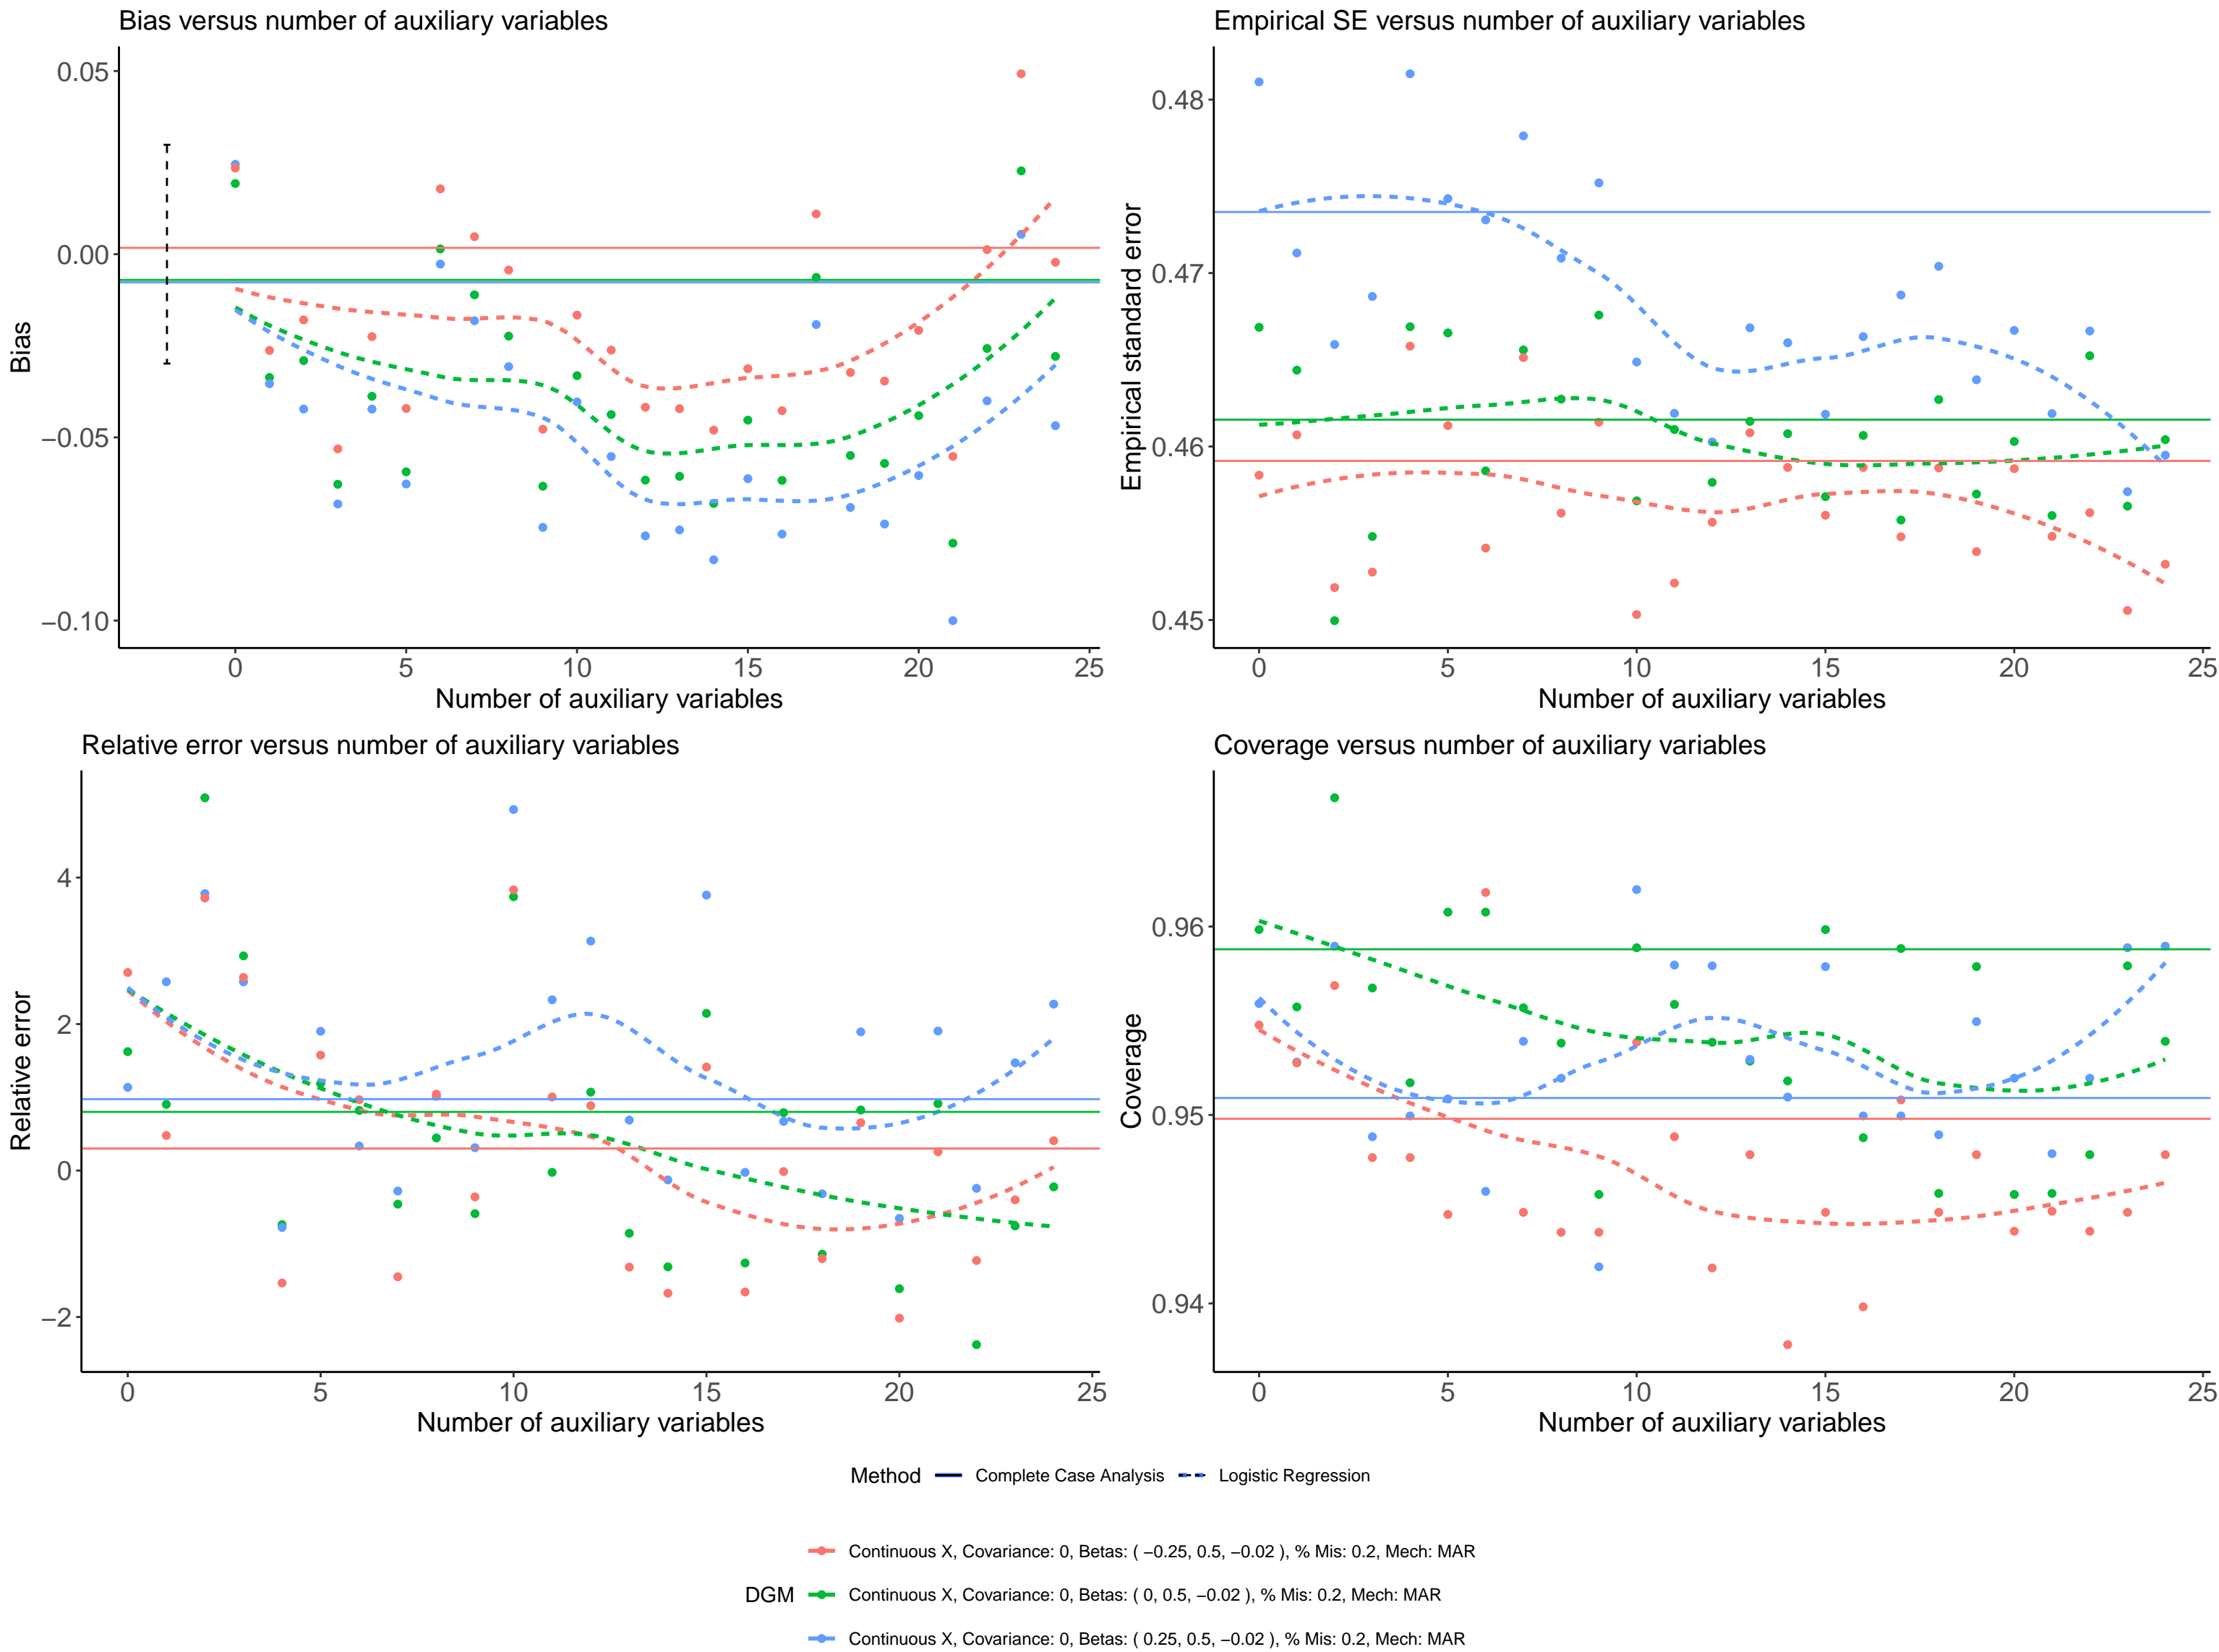 Bias versus number of auxiliary variables
0.05
0.00
−0.05
−0.10
Bias
0 5 10 15 20 25
Number of auxiliary variables
Empirical SE versus number of auxiliary variables
0.48
0.47
0.46
0.45
Empirical standard error
0 5 10 15 20 25
Number of auxiliary variables
Relative error versus number of auxiliary variables
4
2
0
−2
Relative error
0 5 10 15 20 25
Number of auxiliary variables
Coverage versus number of auxiliary variables
0.96
0.95
0.94
Coverage
0 5 10 15 20 25
Number of auxiliary variables
Method Complete Case Analysis Logistic Regression
DGM
Continuous X, Covariance: 0, Betas: ( −0.25, 0.5, −0.02 ), % Mis: 0.2, Mech: MAR
Continuous X, Covariance: 0, Betas: ( 0, 0.5, −0.02 ), % Mis: 0.2, Mech: MAR
Continuous X, Covariance: 0, Betas: ( 0.25, 0.5, −0.02 ), % Mis: 0.2, Mech: MAR